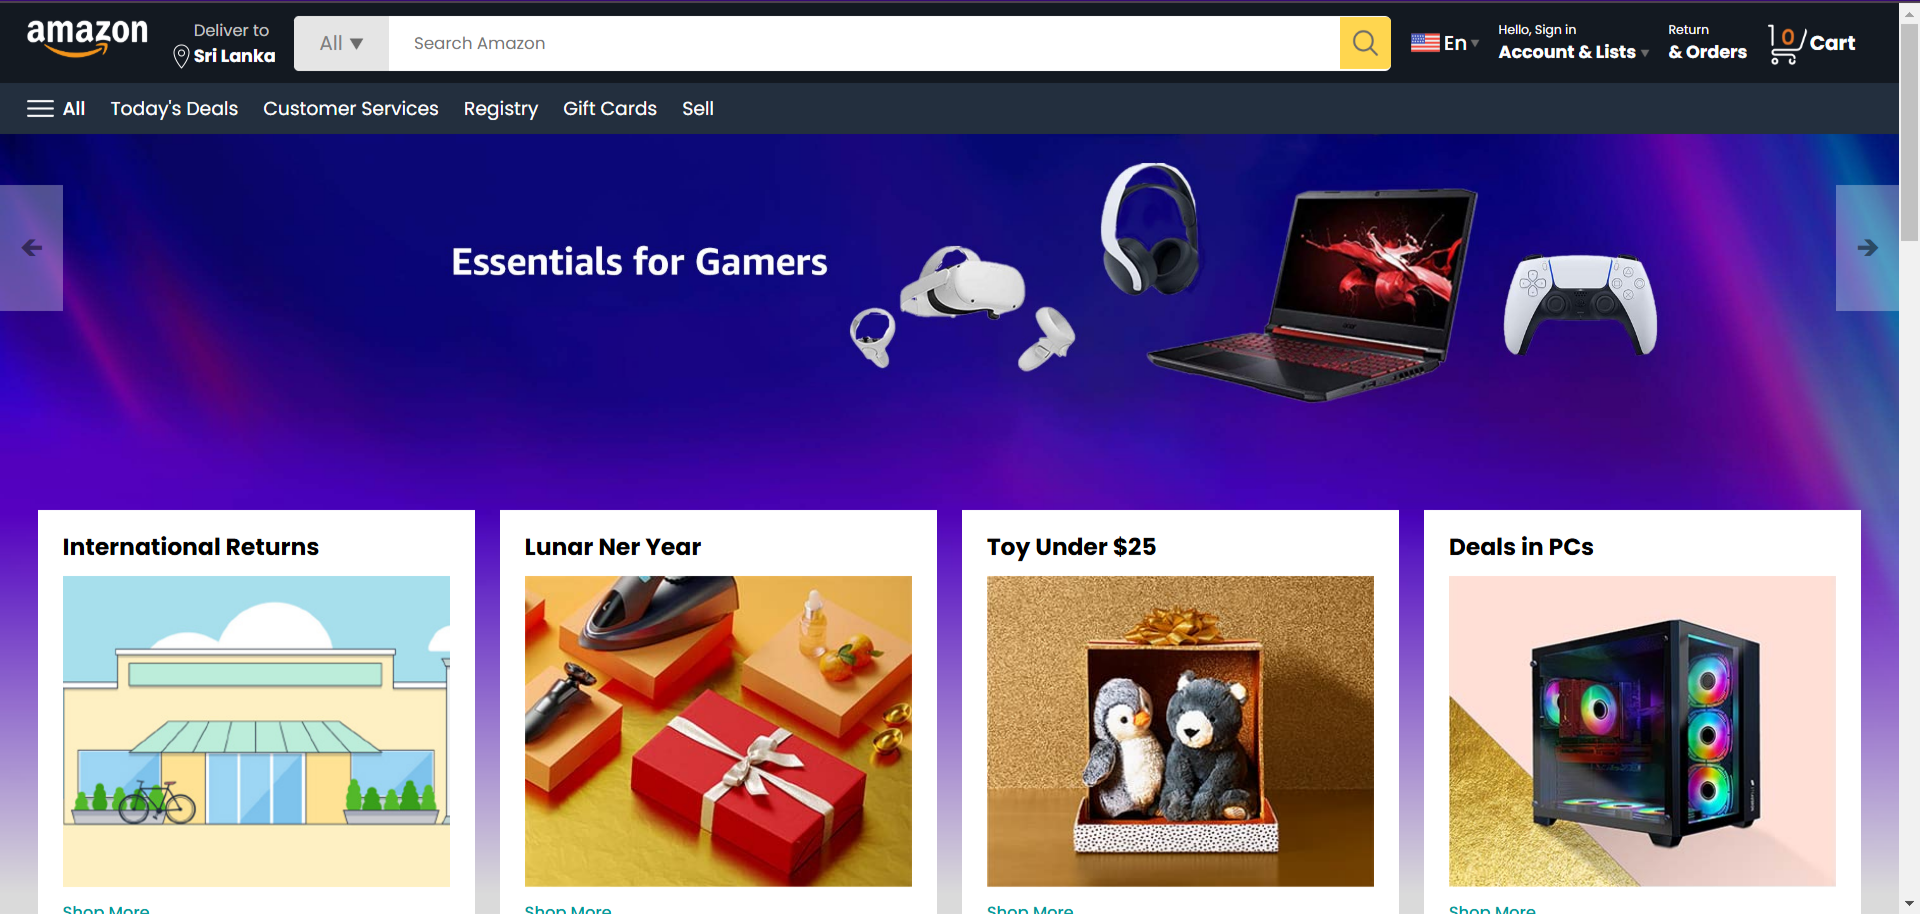 amazon
Deliver to
Sri Lanka
All
Search Amazon
En
Hello, Sign in
Account & Lists
Return
& Orders
0
Cart
All
Today's Deals
Customer Services
Registry
Gift Cards
Sell
Essentials for Gamers
International Returns
Lunar Ner Year
Toy Under $25
Deals in PCs
Shop More
Shop More
Shop More
Shop More